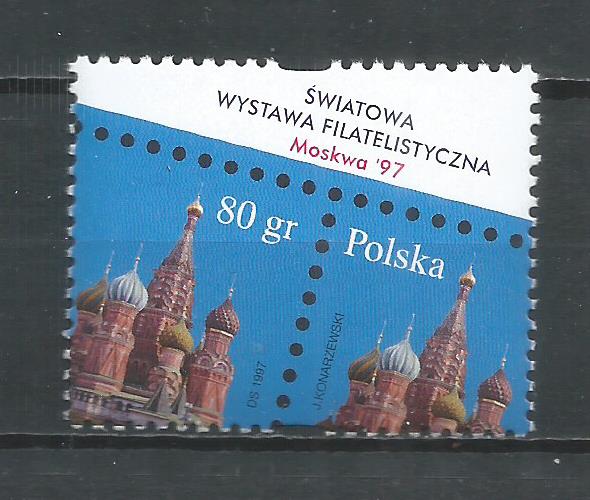 ŚWIATOWA
WYSTAWA FILATELISTYCZNA
Moskwa '97
80 gr
Polska
DS 1997
J.KONARZEWSKI